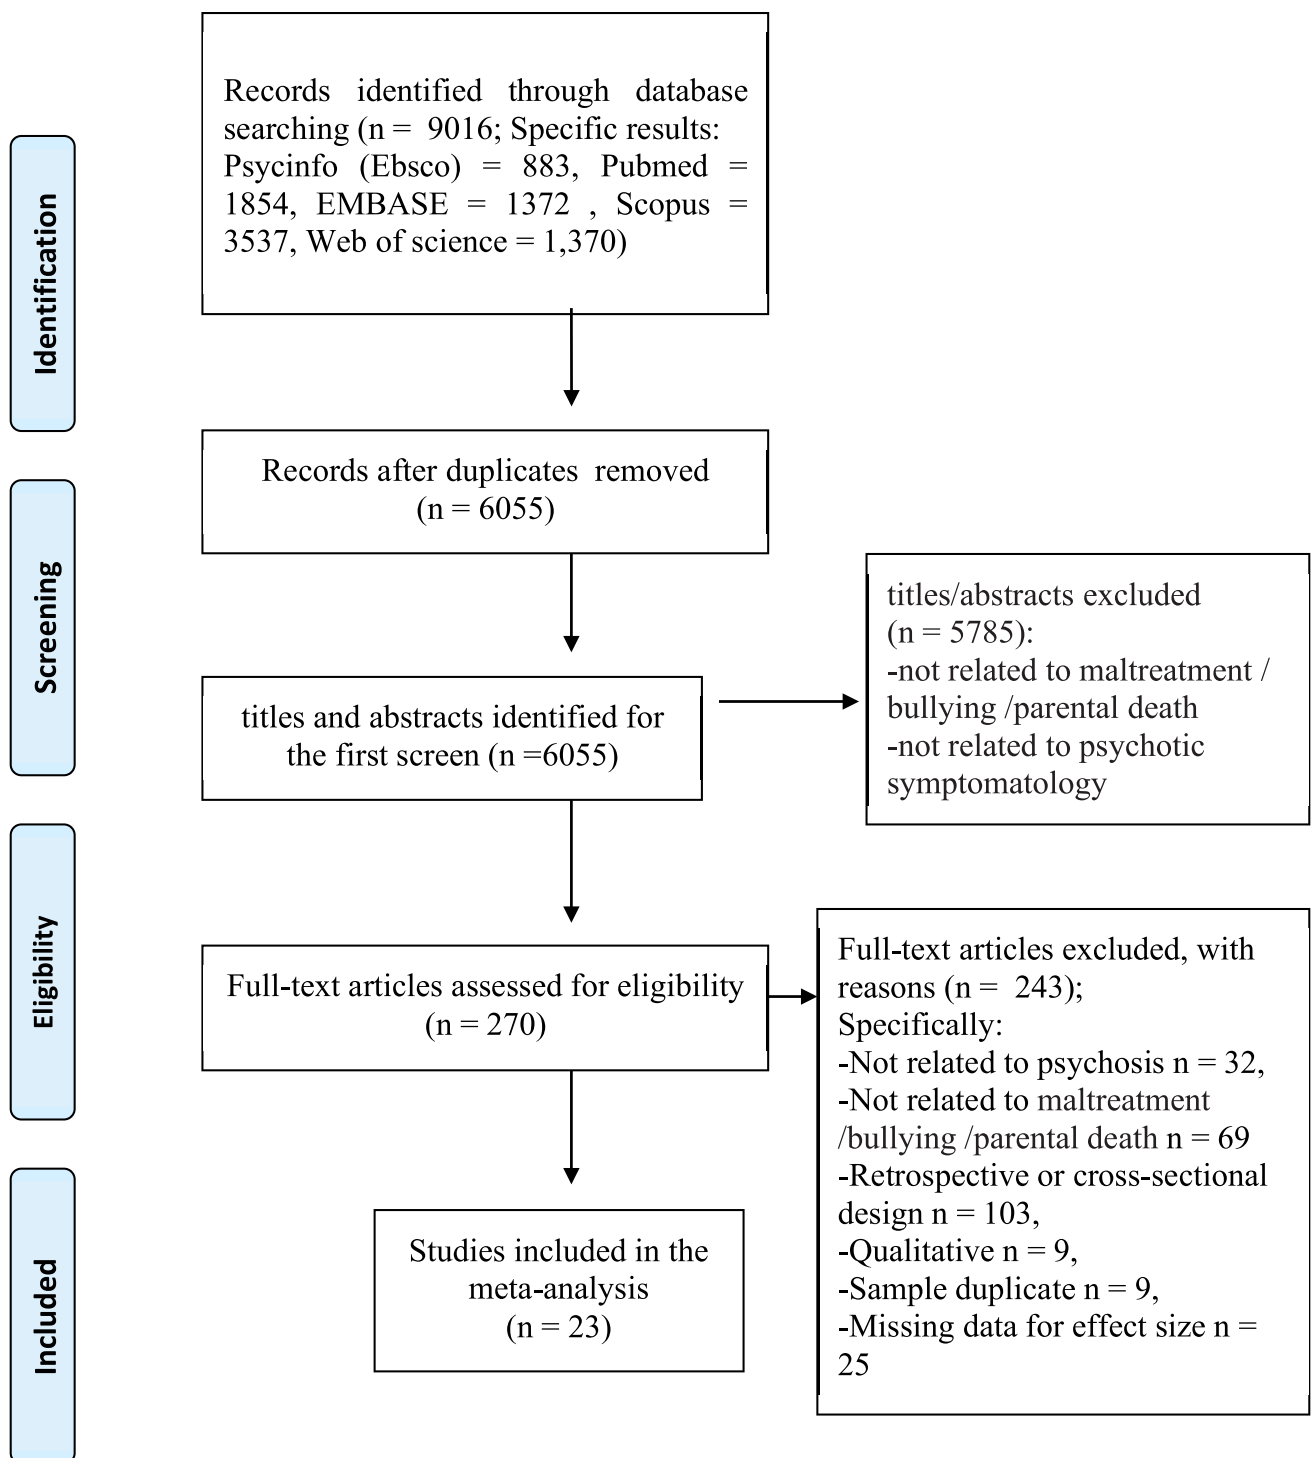 Records identified through database
searching (n = 9016; Specific results:
Psycinfo (Ebsco) = 883, Pubmed =
1854, EMBASE = 1372 , Scopus =
3537, Web of science = 1,370)
Identification
Records after duplicates removed
(n = 6055)
Screening
titles/abstracts excluded
(n = 5785):
-not related to maltreatment /
bullying /parental death
-not related to psychotic
symptomatology
titles and abstracts identified for
the first screen (n =6055)
Eligibility
Full-text articles assessed for eligibility
(n = 270)
Full-text articles excluded, with
reasons (n = 243);
Specifically:
-Not related to psychosis n = 32,
-Not related to maltreatment
/bullying /parental death n = 69
-Retrospective or cross-sectional
design n = 103,
-Qualitative n = 9,
-Sample duplicate n = 9,
-Missing data for effect size n =
25
Included
Studies included in the
meta-analysis
(n = 23)